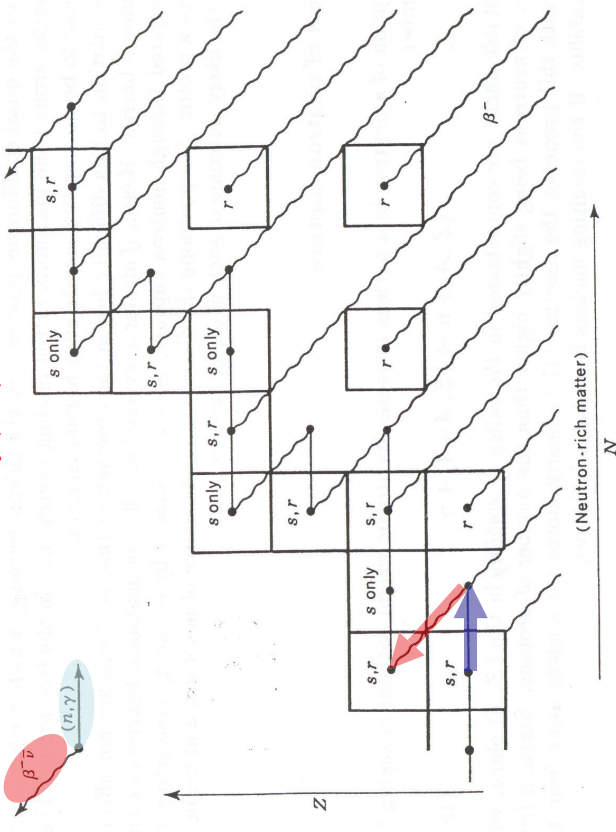 β⁻ν̄
(n,γ)
s only
s, r
s, r
s only
s, r
s only
r
s, r
s,r
s only
s, r
r
r
s,r
r
β⁻
Z
(Neutron-rich matter)
N